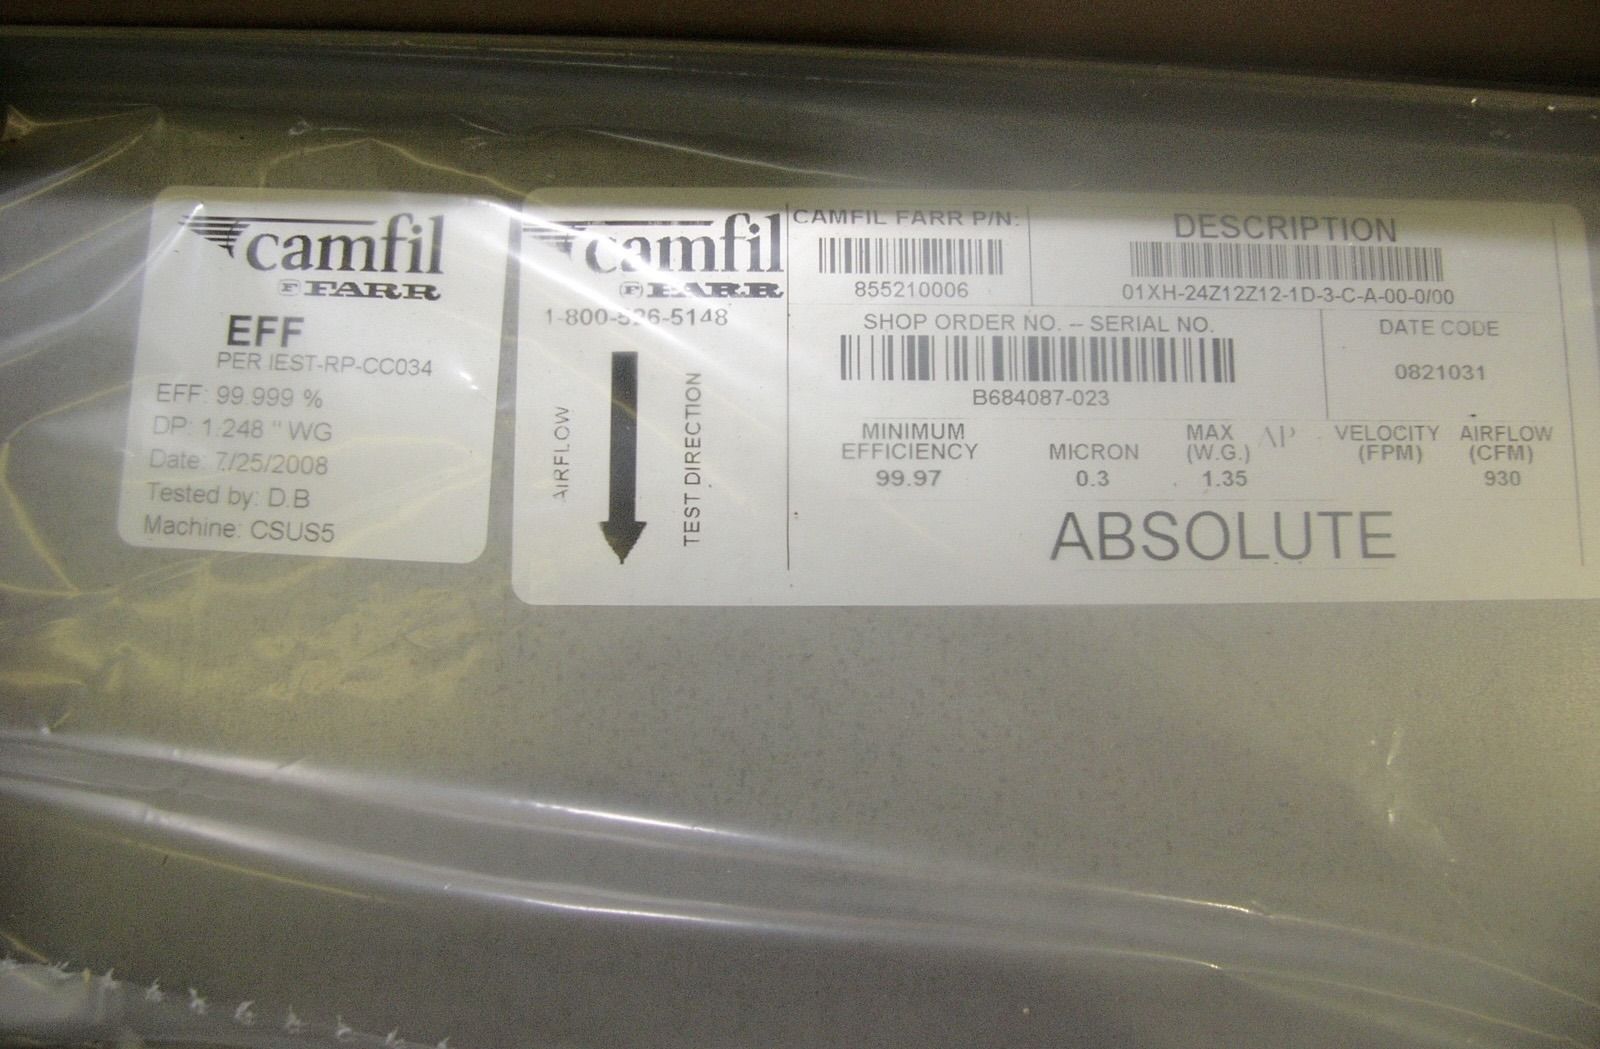 camfil
FARR
EFF
PER IEST-RP-CC034
EFF: 99.999 %
DP: 1.248 " WG
Date: 7/25/2008
Tested by: D.B
Machine: CSUS5
camfil
FARR
1-800-526-5148
AIRFLOW
TEST DIRECTION
CAMFIL FARR P/N:
855210006
DESCRIPTION
01XH-24Z12Z12-1D-3-C-A-00-0/00
SHOP ORDER NO. -- SERIAL NO.
B684087-023
DATE CODE
0821031
MINIMUM
EFFICIENCY
99.97
MICRON
0.3
MAX ΔP
(W.G.)
1.35
VELOCITY
(FPM)
AIRFLOW
(CFM)
930
ABSOLUTE